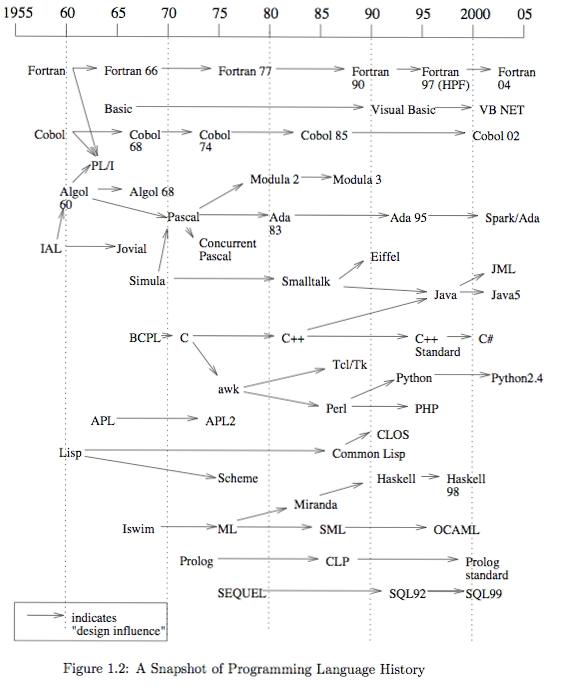 1955 60 65 70 75 80 85 90 95 2000 05
Fortran Fortran 66 Fortran 77 Fortran Fortran Fortran
90 97 (HPF) 04
Basic Visual Basic VB NET
Cobol Cobol Cobol Cobol 85 Cobol 02
68 74
PL/I
Modula 2 Modula 3
Algol Algol 68
60
Pascal Ada Ada 95 Spark/Ada
83
IAL Jovial Concurrent
Pascal
Eiffel
JML
Simula Smalltalk
Java Java5
BCPL C C++ C++ C#
Standard
Tcl/Tk
Python Python2.4
awk
Perl PHP
APL APL2
CLOS
Lisp Common Lisp
Scheme Haskell Haskell
98
Miranda
Iswim ML SML OCAML
Prolog CLP Prolog
standard
SEQUEL SQL92 SQL99
indicates
"design influence"
Figure 1.2: A Snapshot of Programming Language History